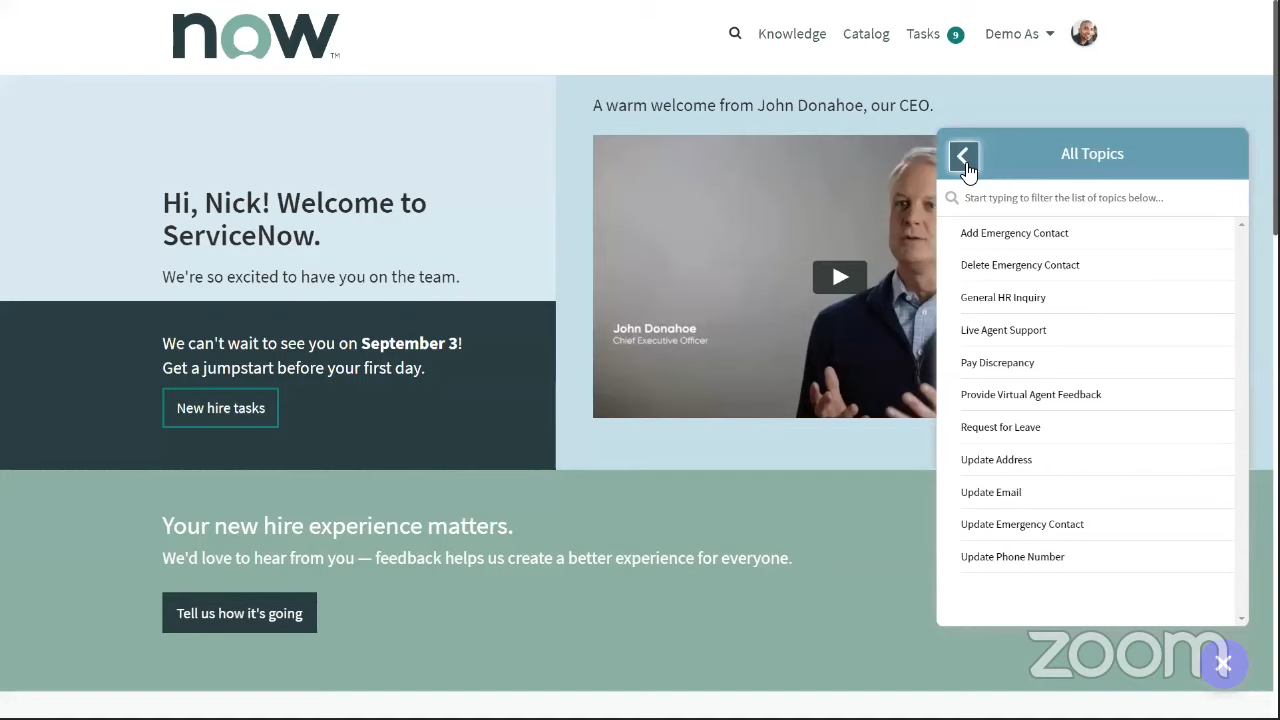 now™
Knowledge
Catalog
Tasks 9
Demo As
A warm welcome from John Donahoe, our CEO.
Hi, Nick! Welcome to
ServiceNow.
We're so excited to have you on the team.
John Donahoe
Chief Executive Officer
We can't wait to see you on September 3!
Get a jumpstart before your first day.
New hire tasks
Your new hire experience matters.
We'd love to hear from you — feedback helps us create a better experience for everyone.
Tell us how it's going
All Topics
Start typing to filter the list of topics below...
Add Emergency Contact
Delete Emergency Contact
General HR Inquiry
Live Agent Support
Pay Discrepancy
Provide Virtual Agent Feedback
Request for Leave
Update Address
Update Email
Update Emergency Contact
Update Phone Number
zoom